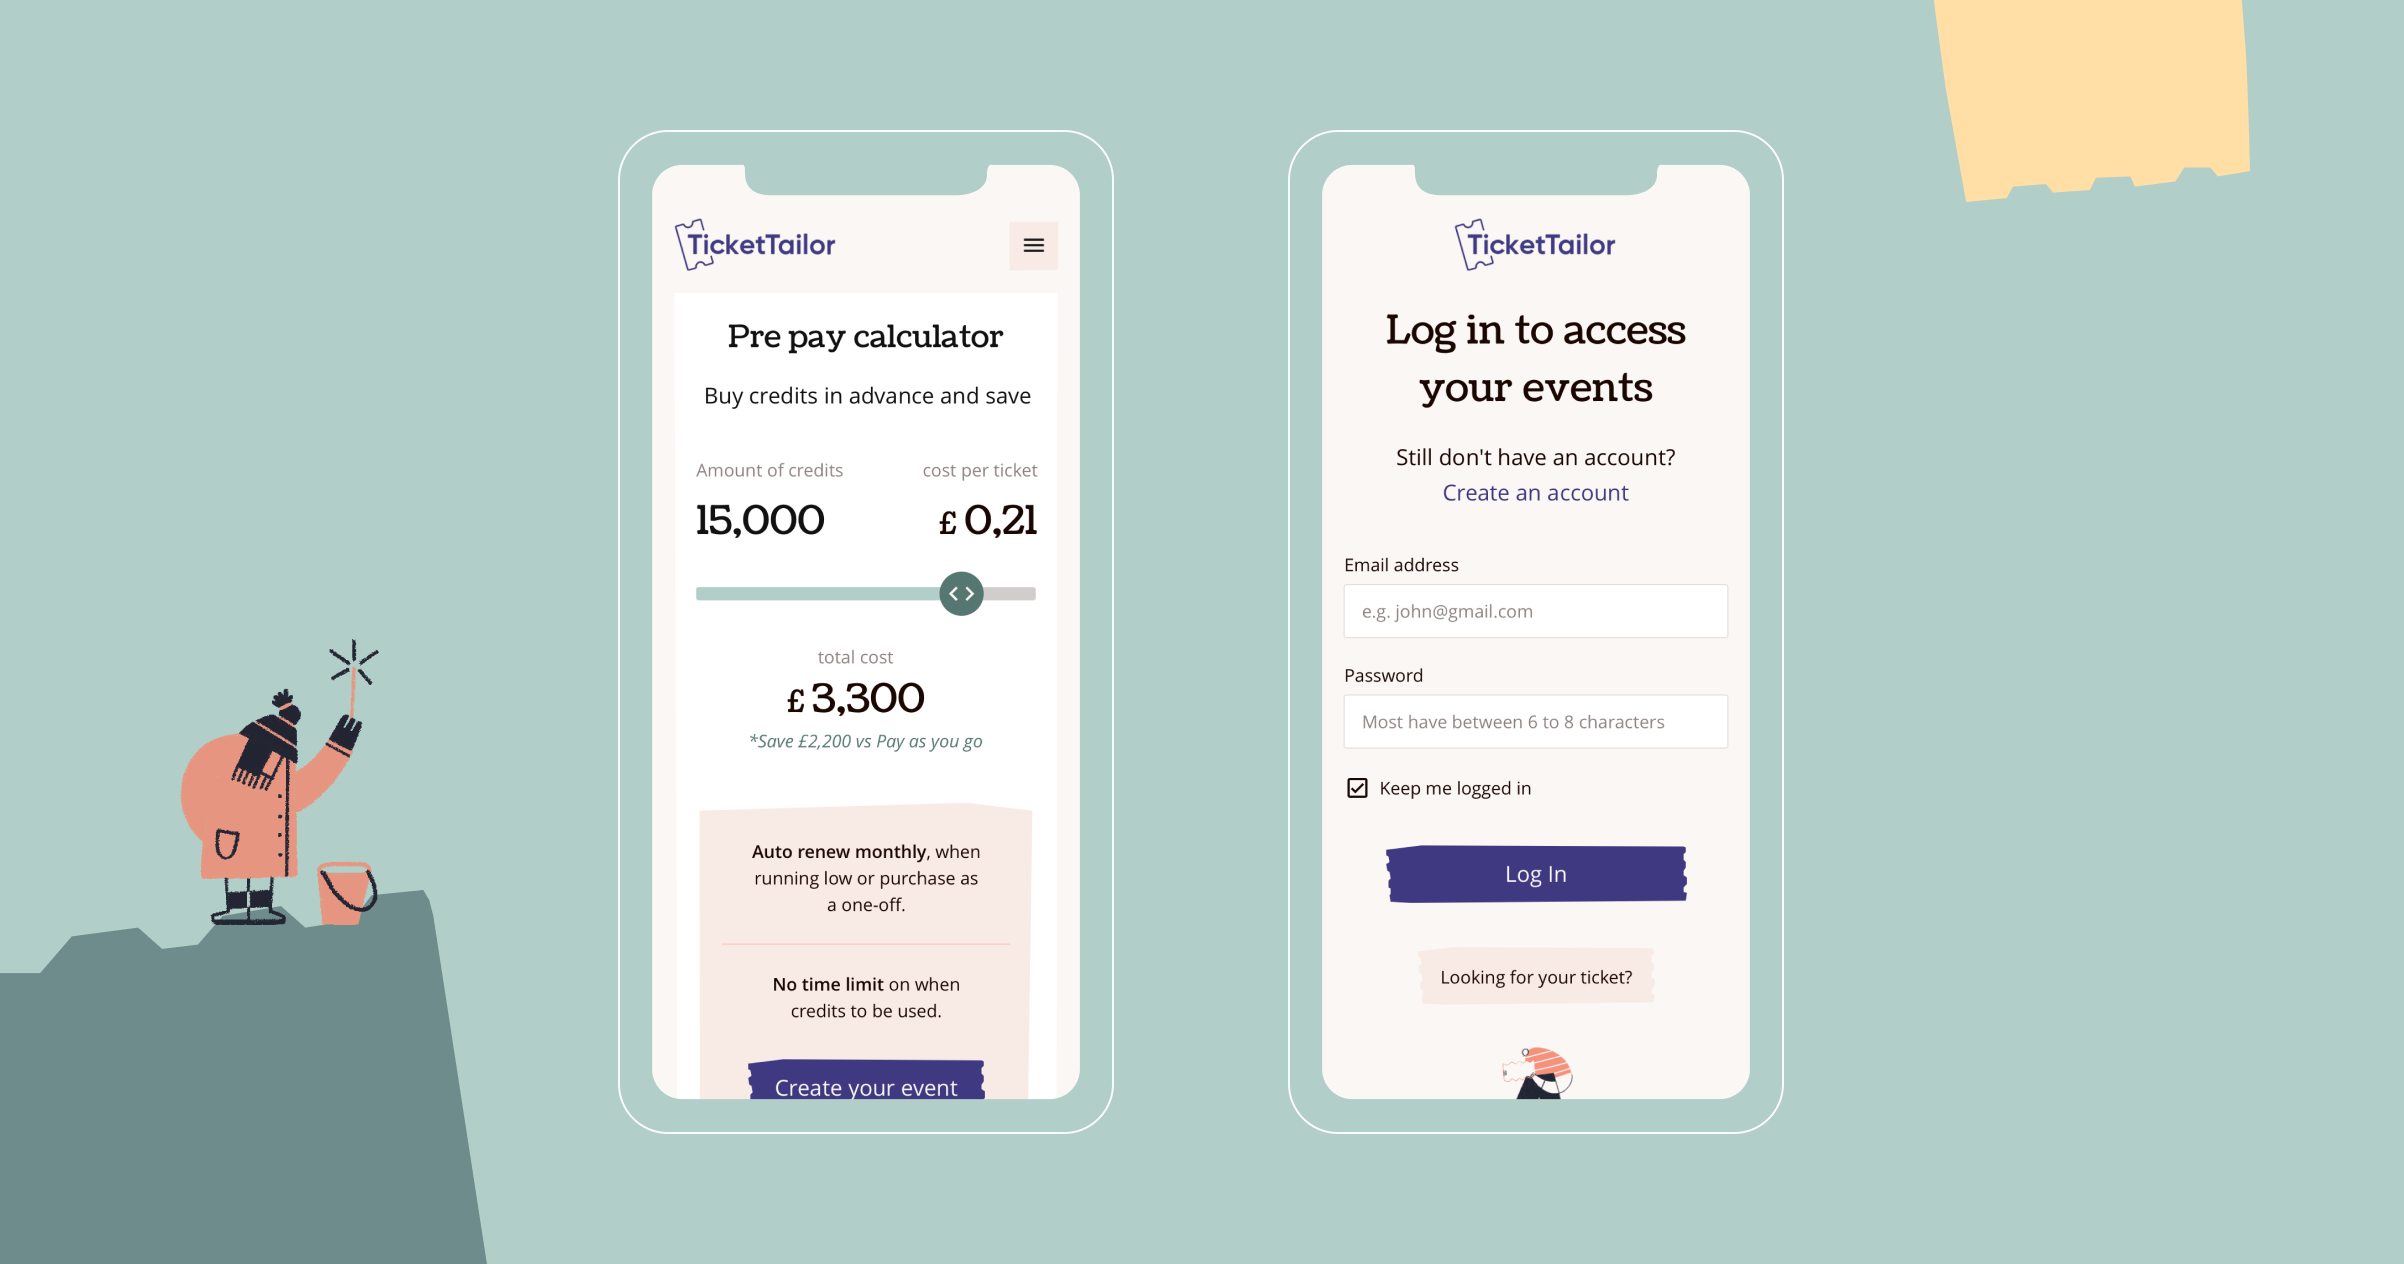 TicketTailor
Pre pay calculator
Buy credits in advance and save
Amount of credits
cost per ticket
15,000
£ 0,21
total cost
£ 3,300
*Save £2,200 vs Pay as you go
Auto renew monthly, when
running low or purchase as
a one-off.
No time limit on when
credits to be used.
Create your event
TicketTailor
Log in to access
your events
Still don't have an account?
Create an account
Email address
e.g. john@gmail.com
Password
Most have between 6 to 8 characters
Keep me logged in
Log In
Looking for your ticket?